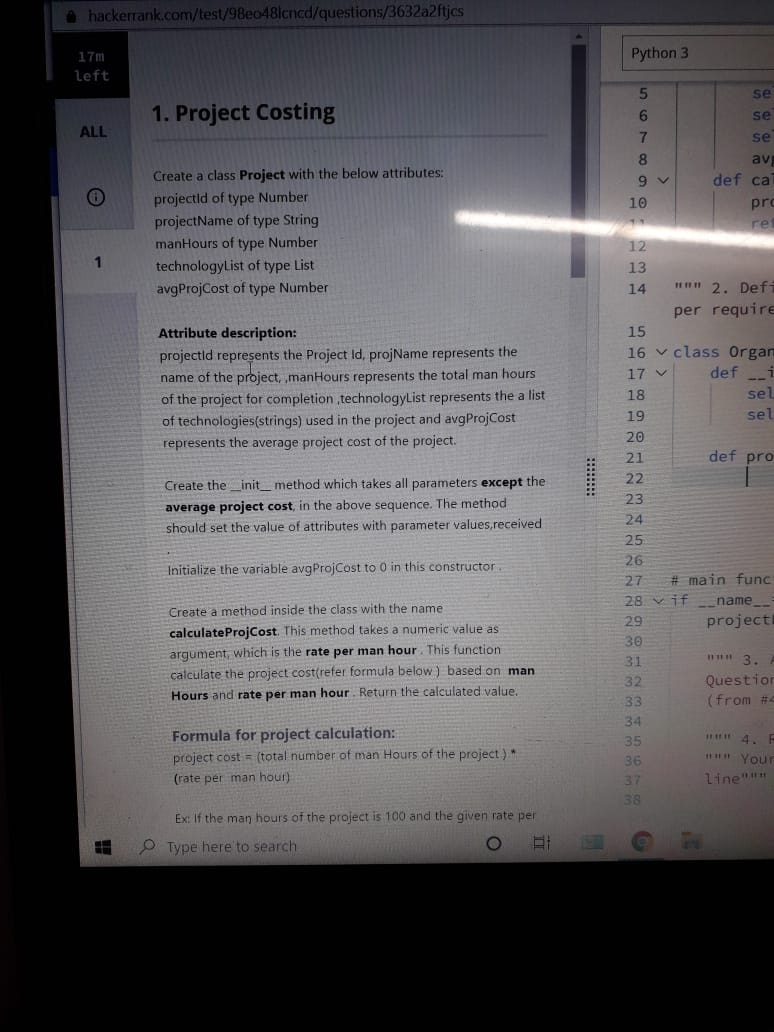 hackerrank.com/test/98eo48lcncd/questions/3632a2ftjcs
17m
left
ALL
1
1. Project Costing
Create a class Project with the below attributes:
projectId of type Number
projectName of type String
manHours of type Number
technologyList of type List
avgProjCost of type Number
Attribute description:
projectId represents the Project Id, projName represents the
name of the project, ,manHours represents the total man hours
of the project for completion ,technologyList represents the a list
of technologies(strings) used in the project and avgProjCost
represents the average project cost of the project.
Create the __init__ method which takes all parameters except the
average project cost, in the above sequence. The method
should set the value of attributes with parameter values,received
.
Initialize the variable avgProjCost to 0 in this constructor .
Create a method inside the class with the name
calculateProjCost. This method takes a numeric value as
argument, which is the rate per man hour . This function
calculate the project cost(refer formula below ) based on man
Hours and rate per man hour . Return the calculated value.
Formula for project calculation:
project cost = (total number of man Hours of the project ) *
(rate per man hour)
Ex: If the man hours of the project is 100 and the given rate per
Python 3
5 se
6 se
7 se
8 av
9 def ca
10 pro
11 ret
12
13
14 """ 2. Defi
per require
15
16 class Organ
17 def __i
18 sel
19 sel
20
21 def pro
22
23
24
25
26
27 # main func
28 if __name__
29 project
30
31 """ 3.
32 Question
33 (from #4
34
35 """ 4.
36 """ Your
37 line"""
38
Type here to search